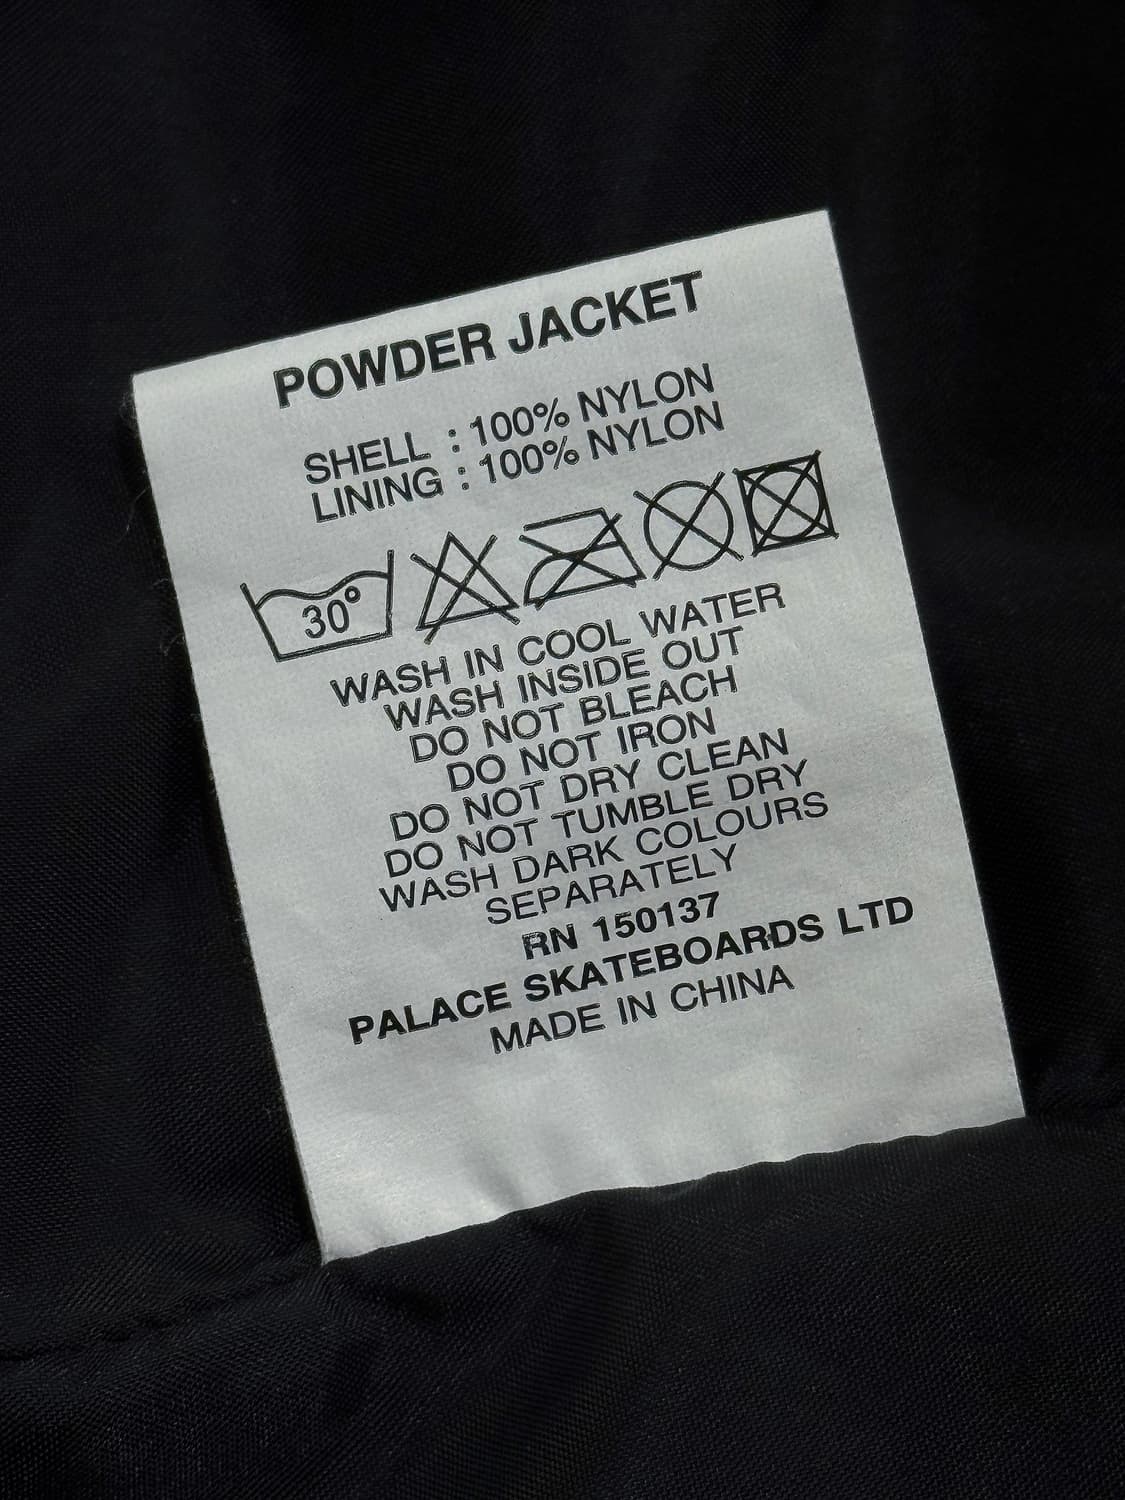 POWDER JACKET
SHELL : 100% NYLON
LINING : 100% NYLON
30°
WASH IN COOL WATER
WASH INSIDE OUT
DO NOT BLEACH
DO NOT IRON
DO NOT DRY CLEAN
DO NOT TUMBLE DRY
WASH DARK COLOURS
SEPARATELY
RN 150137
PALACE SKATEBOARDS LTD
MADE IN CHINA